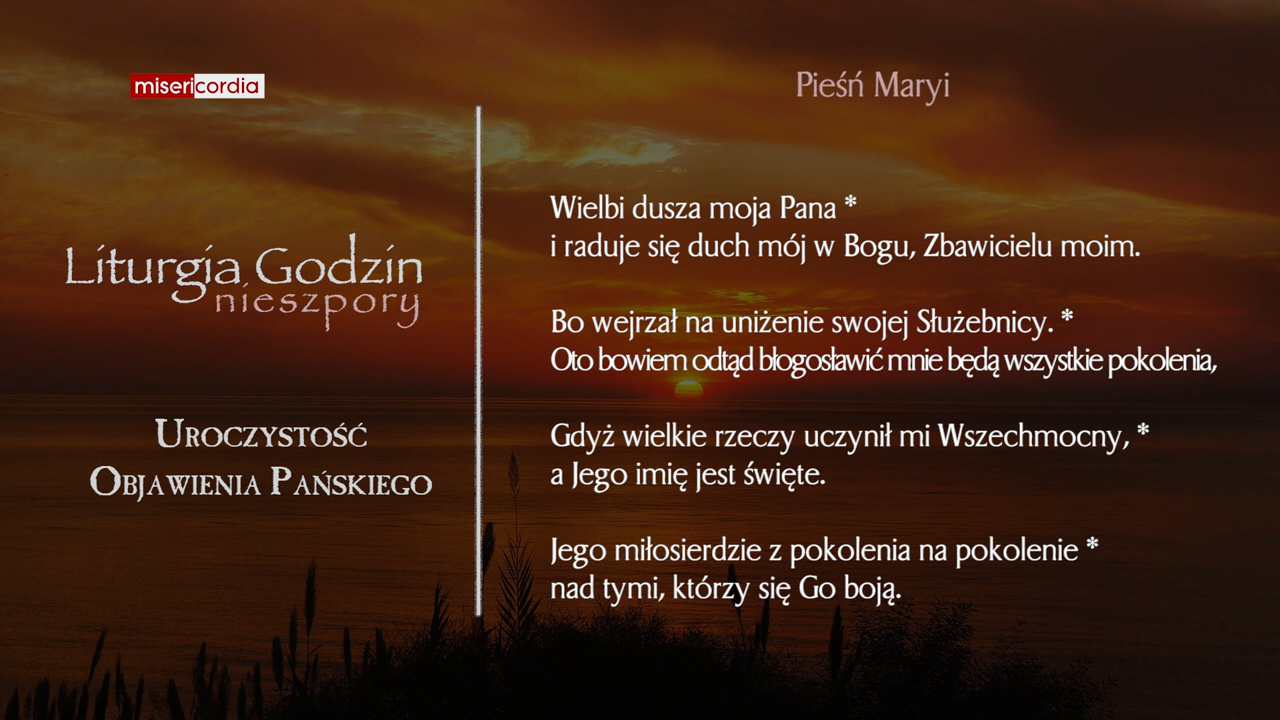 misericordia
Liturgia Godzin
nieszpory
Uroczystość
Objawienia Pańskiego
Pieśń Maryi
Wielbi dusza moja Pana *
i raduje się duch mój w Bogu, Zbawicielu moim.
Bo wejrzał na uniżenie swojej Służebnicy. *
Oto bowiem odtąd błogosławić mnie będą wszystkie pokolenia,
Gdyż wielkie rzeczy uczynił mi Wszechmocny, *
a Jego imię jest święte.
Jego miłosierdzie z pokolenia na pokolenie *
nad tymi, którzy się Go boją.